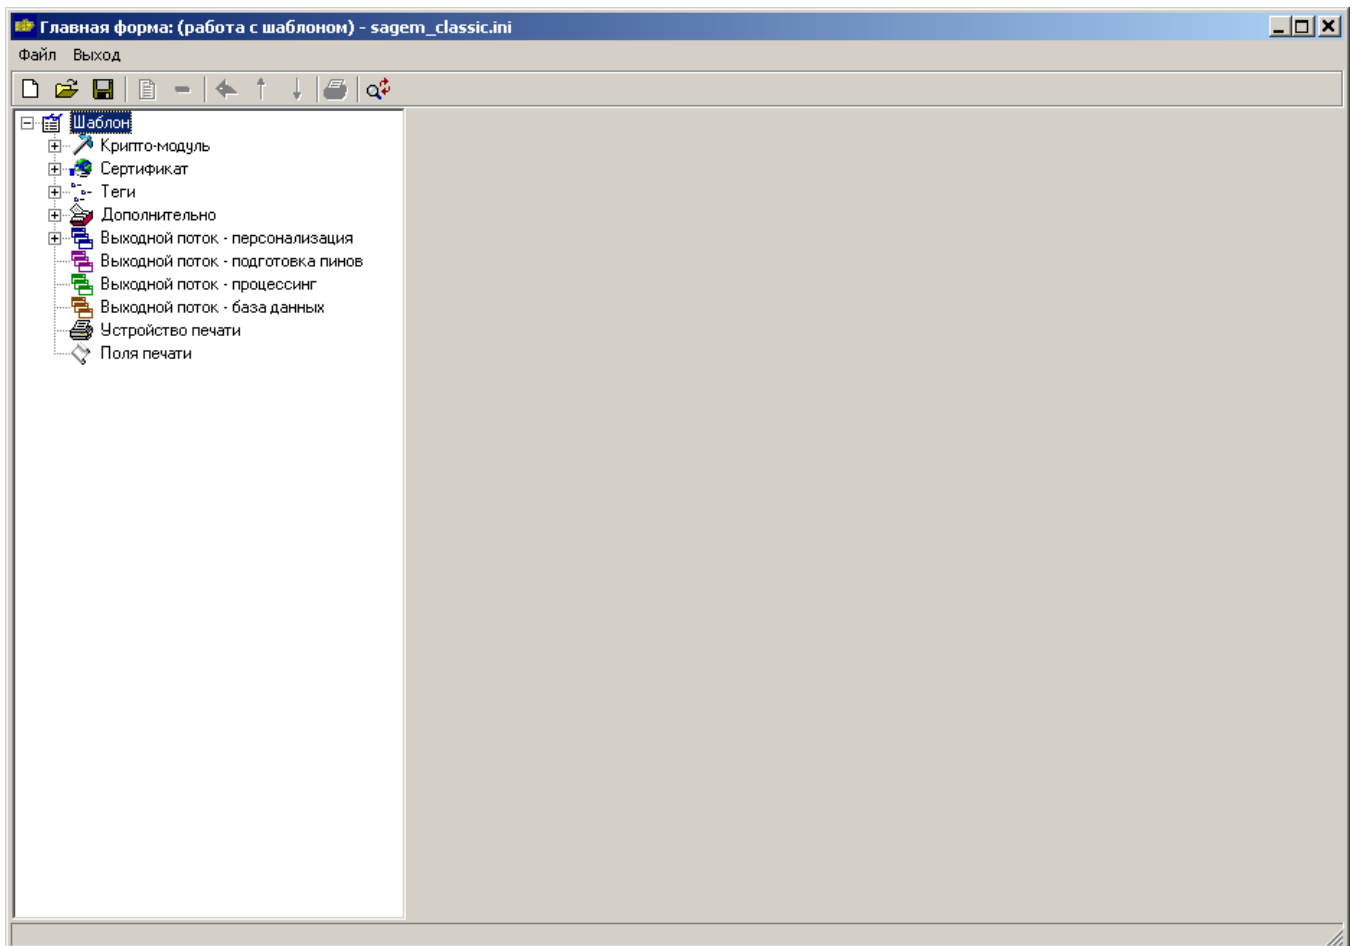 Главная форма: (работа с шаблоном) - sagem_classic.ini
Файл Выход
Шаблон
Крипто-модуль
Сертификат
Теги
Дополнительно
Выходной поток - персонализация
Выходной поток - подготовка пинов
Выходной поток - процессинг
Выходной поток - база данных
Устройство печати
Поля печати